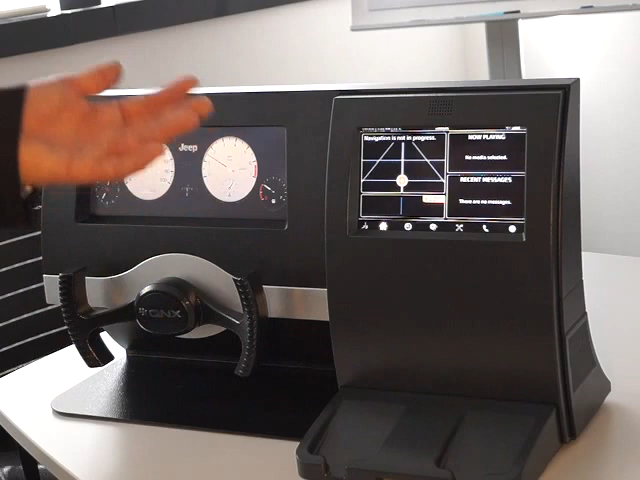 Jeep
Navigation is not in progress.
NOW PLAYING
No media selected.
RECENT MESSAGES
There are no messages.
QNX